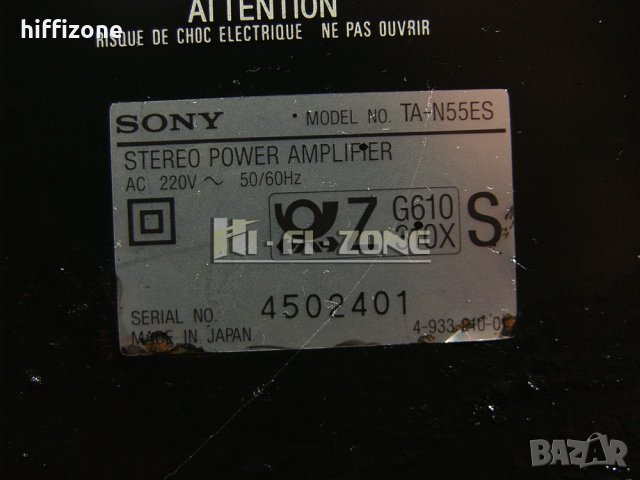 hiffizone
ATTENTION
RISQUE DE CHOC ELECTRIQUE NE PAS OUVRIR
SONY • MODEL NO. TA-N55ES
STEREO POWER AMPLIFIER
AC 220V ~ 50/60Hz
Z G610 S
Hi-Fi-ZONE
SERIAL NO. 4502401
MADE IN JAPAN
BAZAR